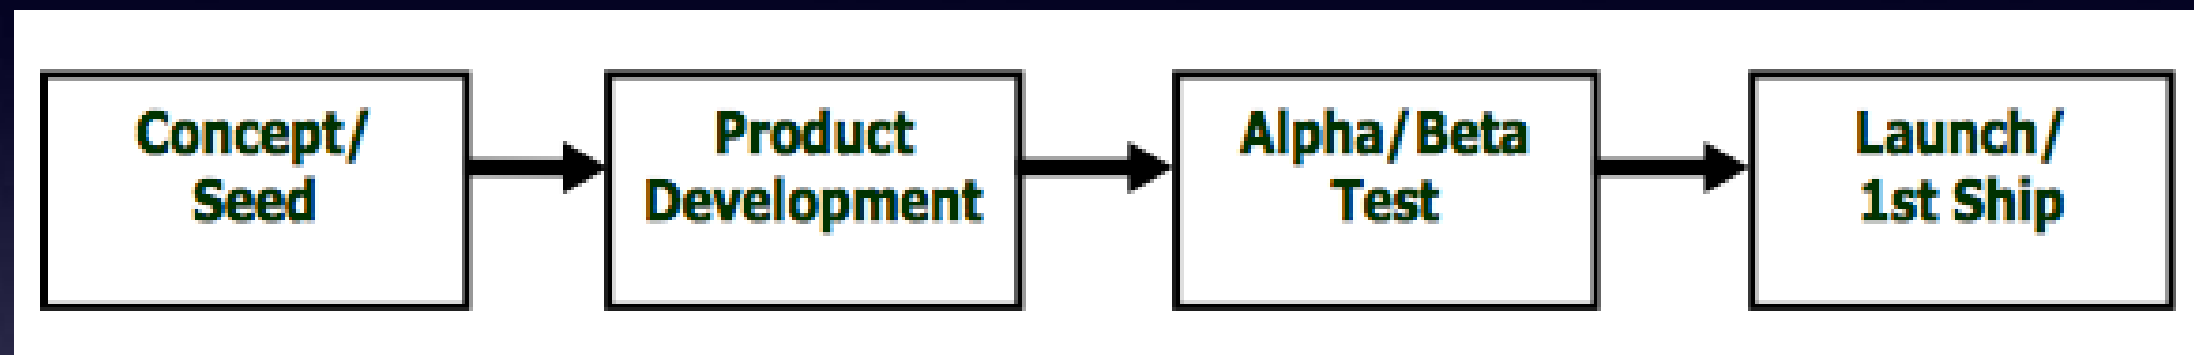 Concept/
Seed
Product
Development
Alpha/Beta
Test
Launch/
1st Ship